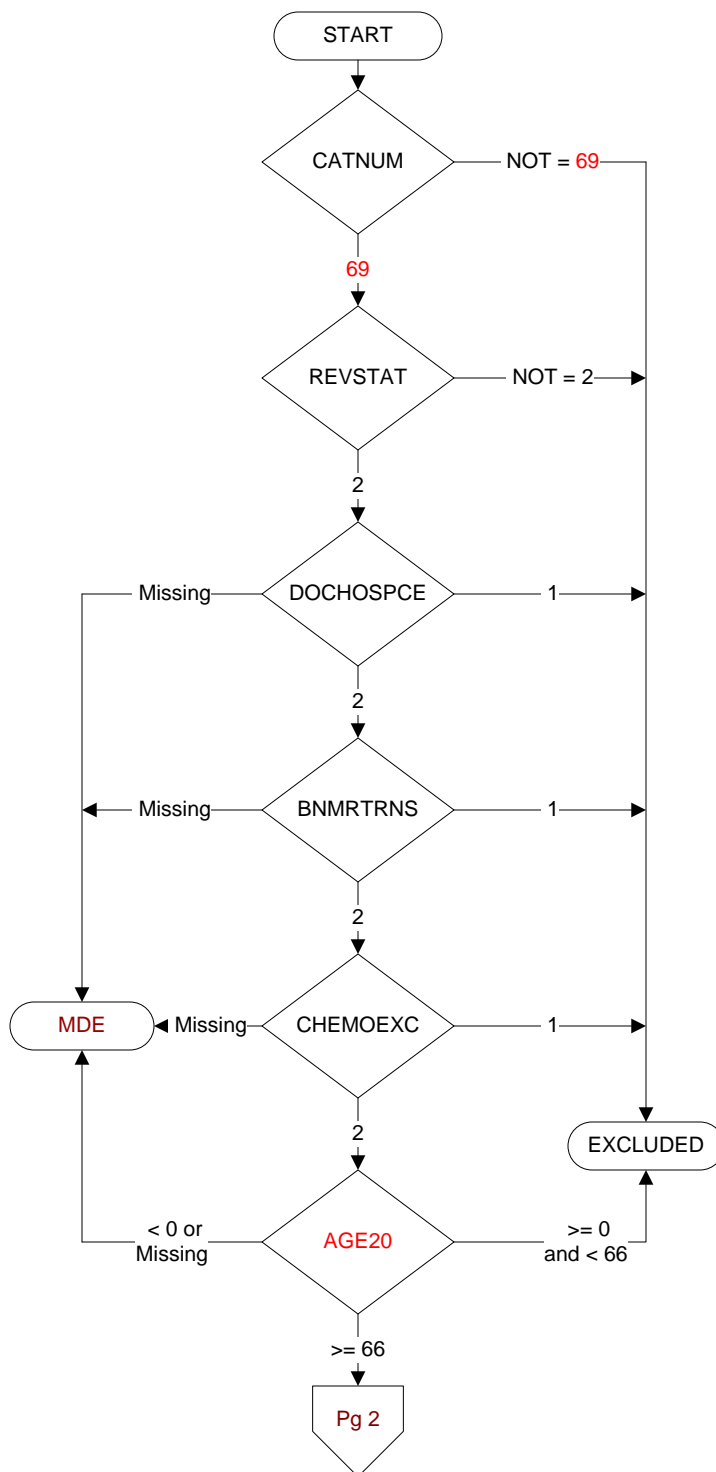 START
CATNUM
NOT = 69
69
REVSTAT
NOT = 2
2
Missing
DOCHOSPCE
1
2
Missing
BNMRTRNS
1
2
MDE
Missing
CHEMOEXC
1
2
EXCLUDED
< 0 or
Missing
AGE20
>= 0
and < 66
>= 66
Pg 2